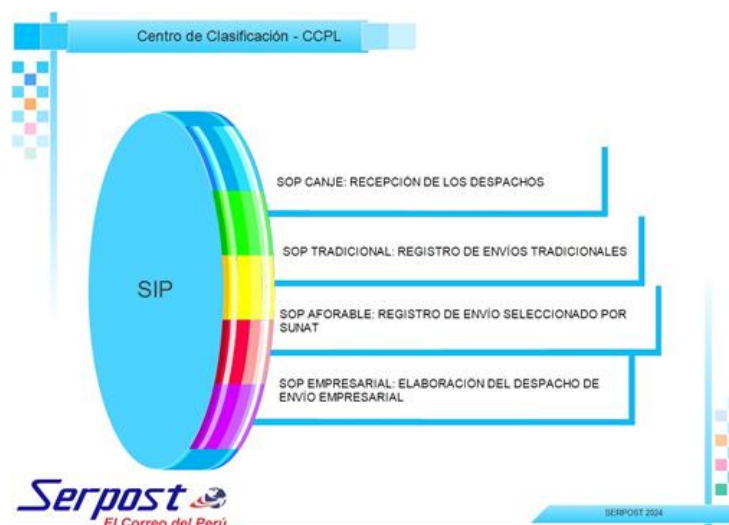 Centro de Clasificación - CCPL
SOP CANJE: RECEPCIÓN DE LOS DESPACHOS
SOP TRADICIONAL: REGISTRO DE ENVÍOS TRADICIONALES
SIP
SOP AFORABLE: REGISTRO DE ENVÍO SELECCIONADO POR
SUNAT
SOP EMPRESARIAL: ELABORACIÓN DEL DESPACHO DE
ENVÍO EMPRESARIAL
Serpost
El Correo del Perú
SERPOST 2024